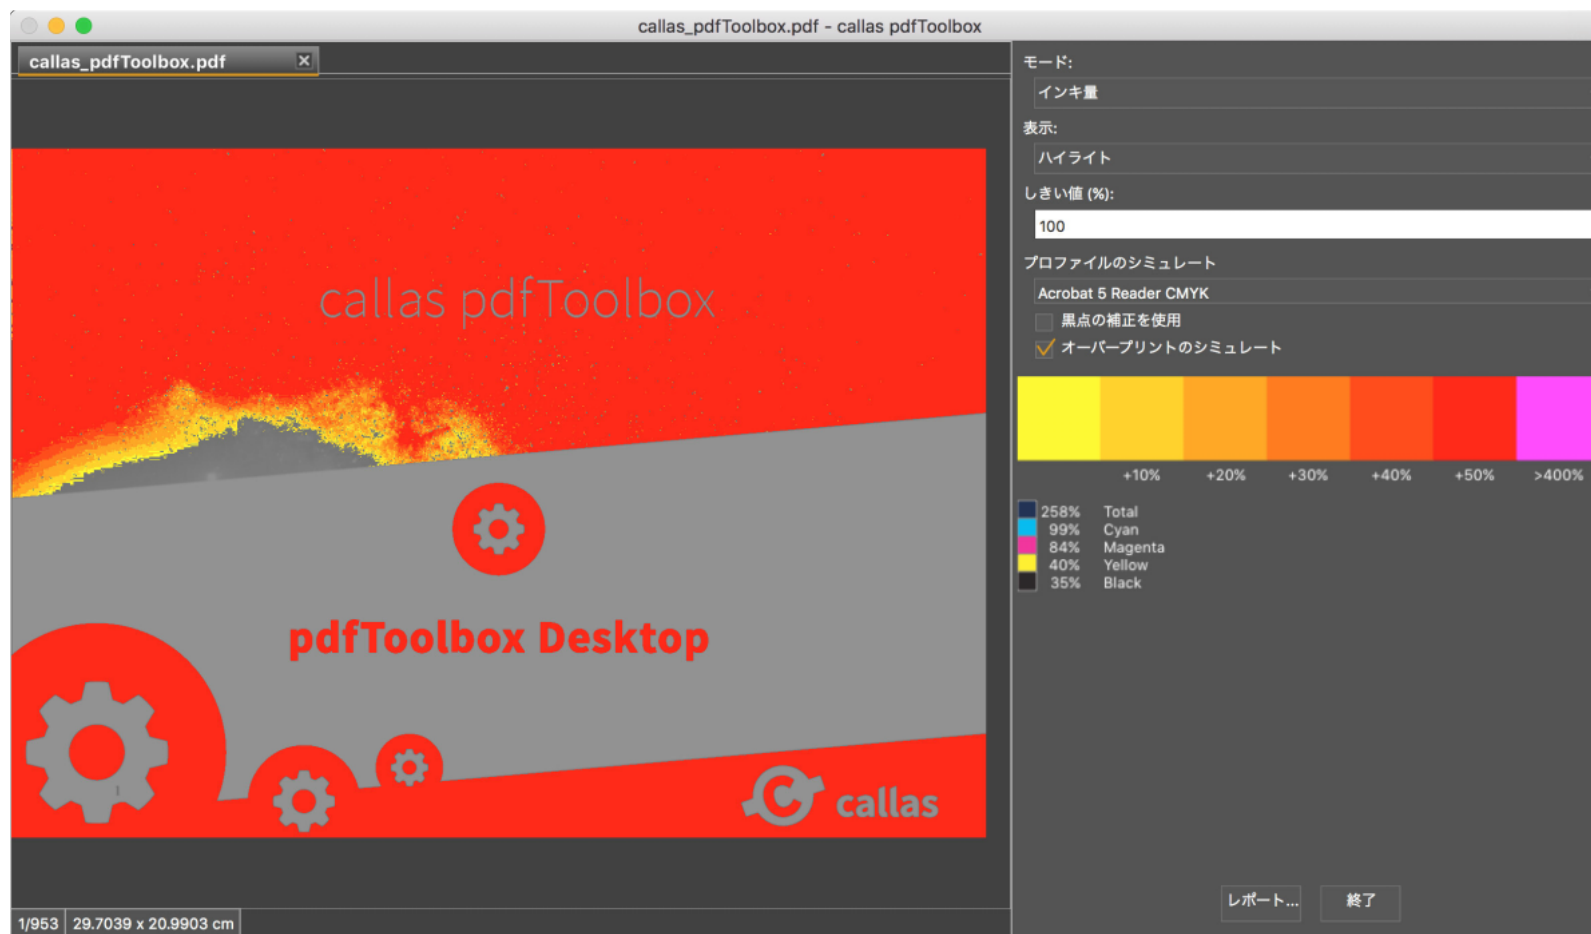 callas_pdfToolbox.pdf - callas pdfToolbox
callas_pdfToolbox.pdf
callas pdfToolbox
pdfToolbox Desktop
callas
1/953
29.7039 x 20.9903 cm
モード:
インキ量
表示:
ハイライト
しきい値 (%):
100
プロファイルのシミュレート
Acrobat 5 Reader CMYK
黒点の補正を使用
オーバープリントのシミュレート
+10% +20% +30% +40% +50% >400%
258% Total
99% Cyan
84% Magenta
40% Yellow
35% Black
レポート... 終了